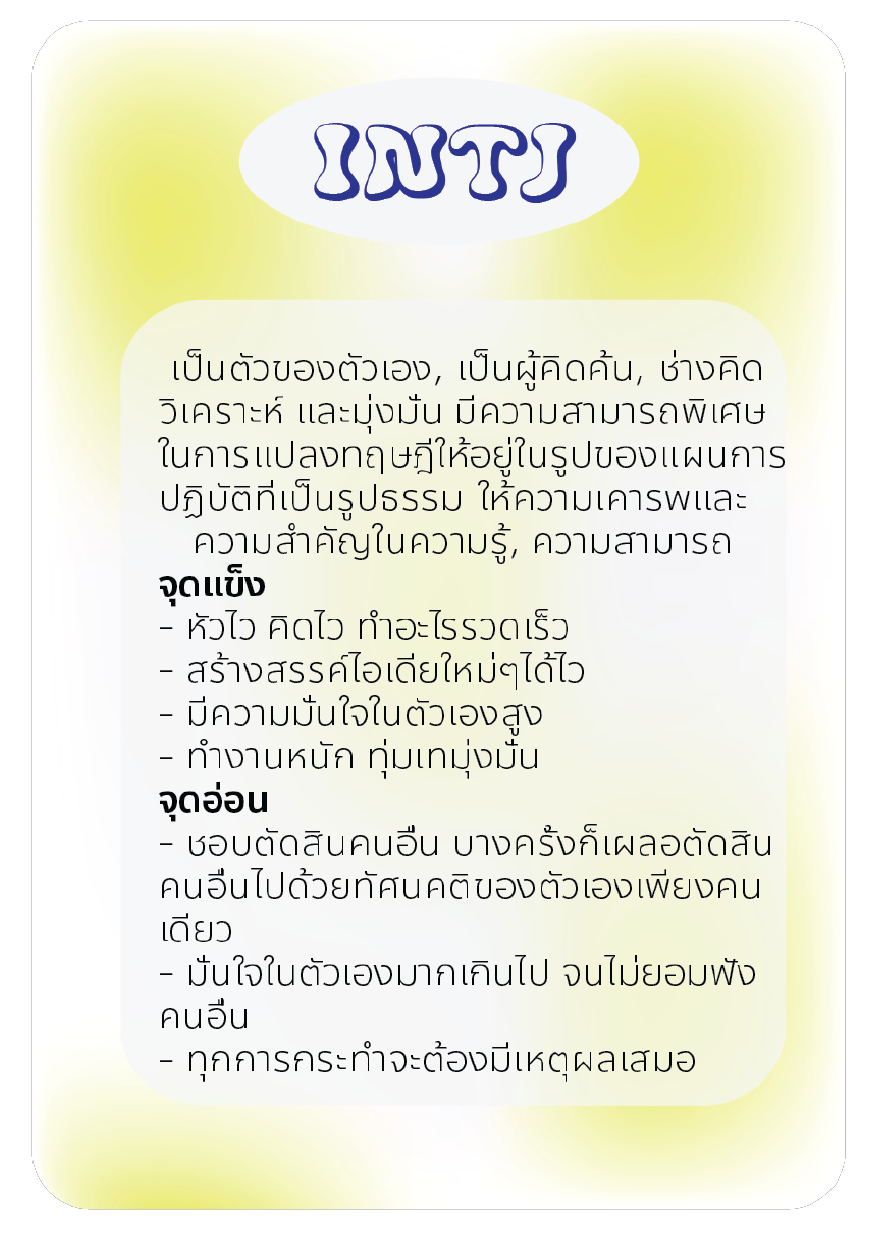 INTJ
เป็นตัวของตัวเอง, เป็นผู้คิดค้น, ช่างคิด
วิเคราะห์ และมุ่งมั่น มีความสามารถพิเศษ
ในการแปลงทฤษฎีให้อยู่ในรูปของแผนการ
ปฏิบัติที่เป็นรูปธรรม ให้ความเคารพและ
ความสำคัญในความรู้, ความสามารถ
จุดแข็ง
- หัวไว คิดไว ทำอะไรรวดเร็ว
- สร้างสรรค์ไอเดียใหม่ๆได้ไว
- มีความมั่นใจในตัวเองสูง
- ทำงานหนัก ทุ่มเทมุ่งมั่น
จุดอ่อน
- ชอบตัดสินคนอื่น บางครั้งก็เผลอตัดสิน
คนอื่นไปด้วยทัศนคติของตัวเองเพียงคน
เดียว
- มั่นใจในตัวเองมากเกินไป จนไม่ยอมฟัง
คนอื่น
- ทุกการกระทำจะต้องมีเหตุผลเสมอ